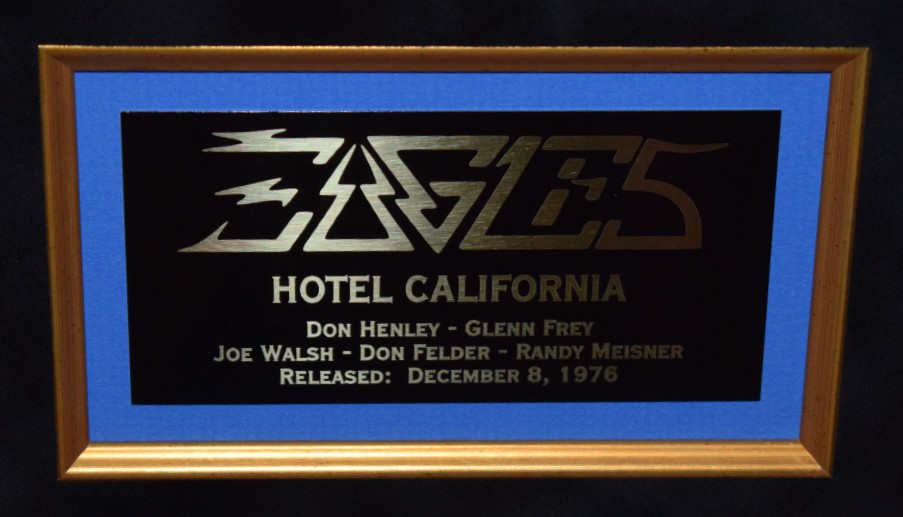 EAGLES
HOTEL CALIFORNIA
DON HENLEY - GLENN FREY
JOE WALSH - DON FELDER - RANDY MEISNER
RELEASED: DECEMBER 8, 1976